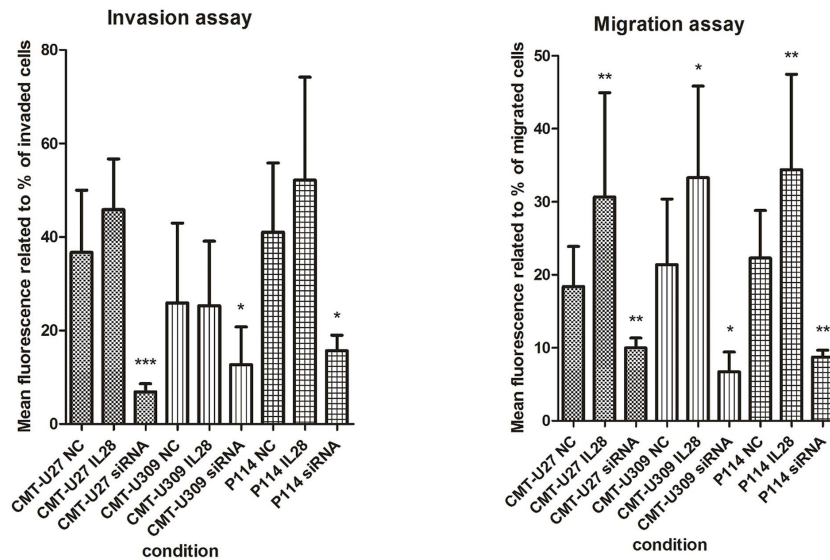 Invasion assay
Mean fluorescence related to % of invaded cells
80
60
40
20
0
***
*
*
CMT-U27 NC
CMT-U27 IL28
CMT-U27 siRNA
CMT-U309 NC
CMT-U309 IL28
CMT-U309 siRNA
P114 NC
P114 IL28
P114 siRNA
condition
Migration assay
Mean fluorescence related to % of migrated cells
50
40
30
20
10
0
**
**
*
*
**
**
CMT-U27 NC
CMT-U27 IL28
CMT-U27 siRNA
CMT-U309 NC
CMT-U309 IL28
CMT-U309 siRNA
P114 NC
P114 IL28
P114 siRNA
condition